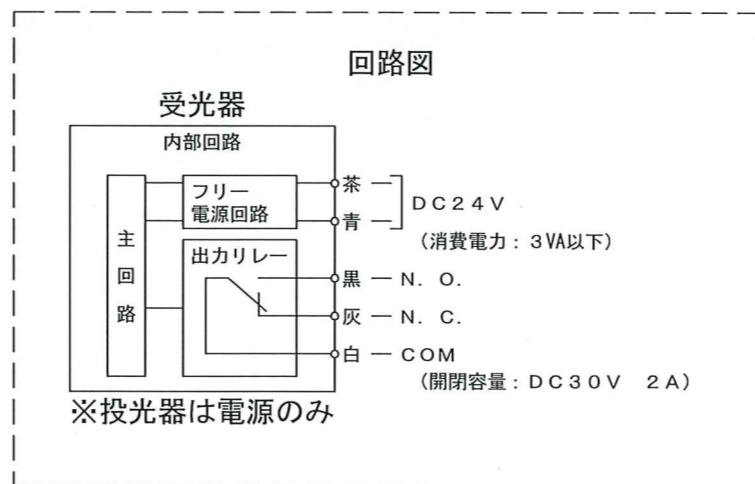 回路図
受光器
内部回路
主回路
フリー
電源回路
出力リレー
茶
青
DC24V
(消費電力：3VA以下)
黒 — N. O.
灰 — N. C.
白 — COM
(開閉容量：DC30V 2A)
※投光器は電源のみ